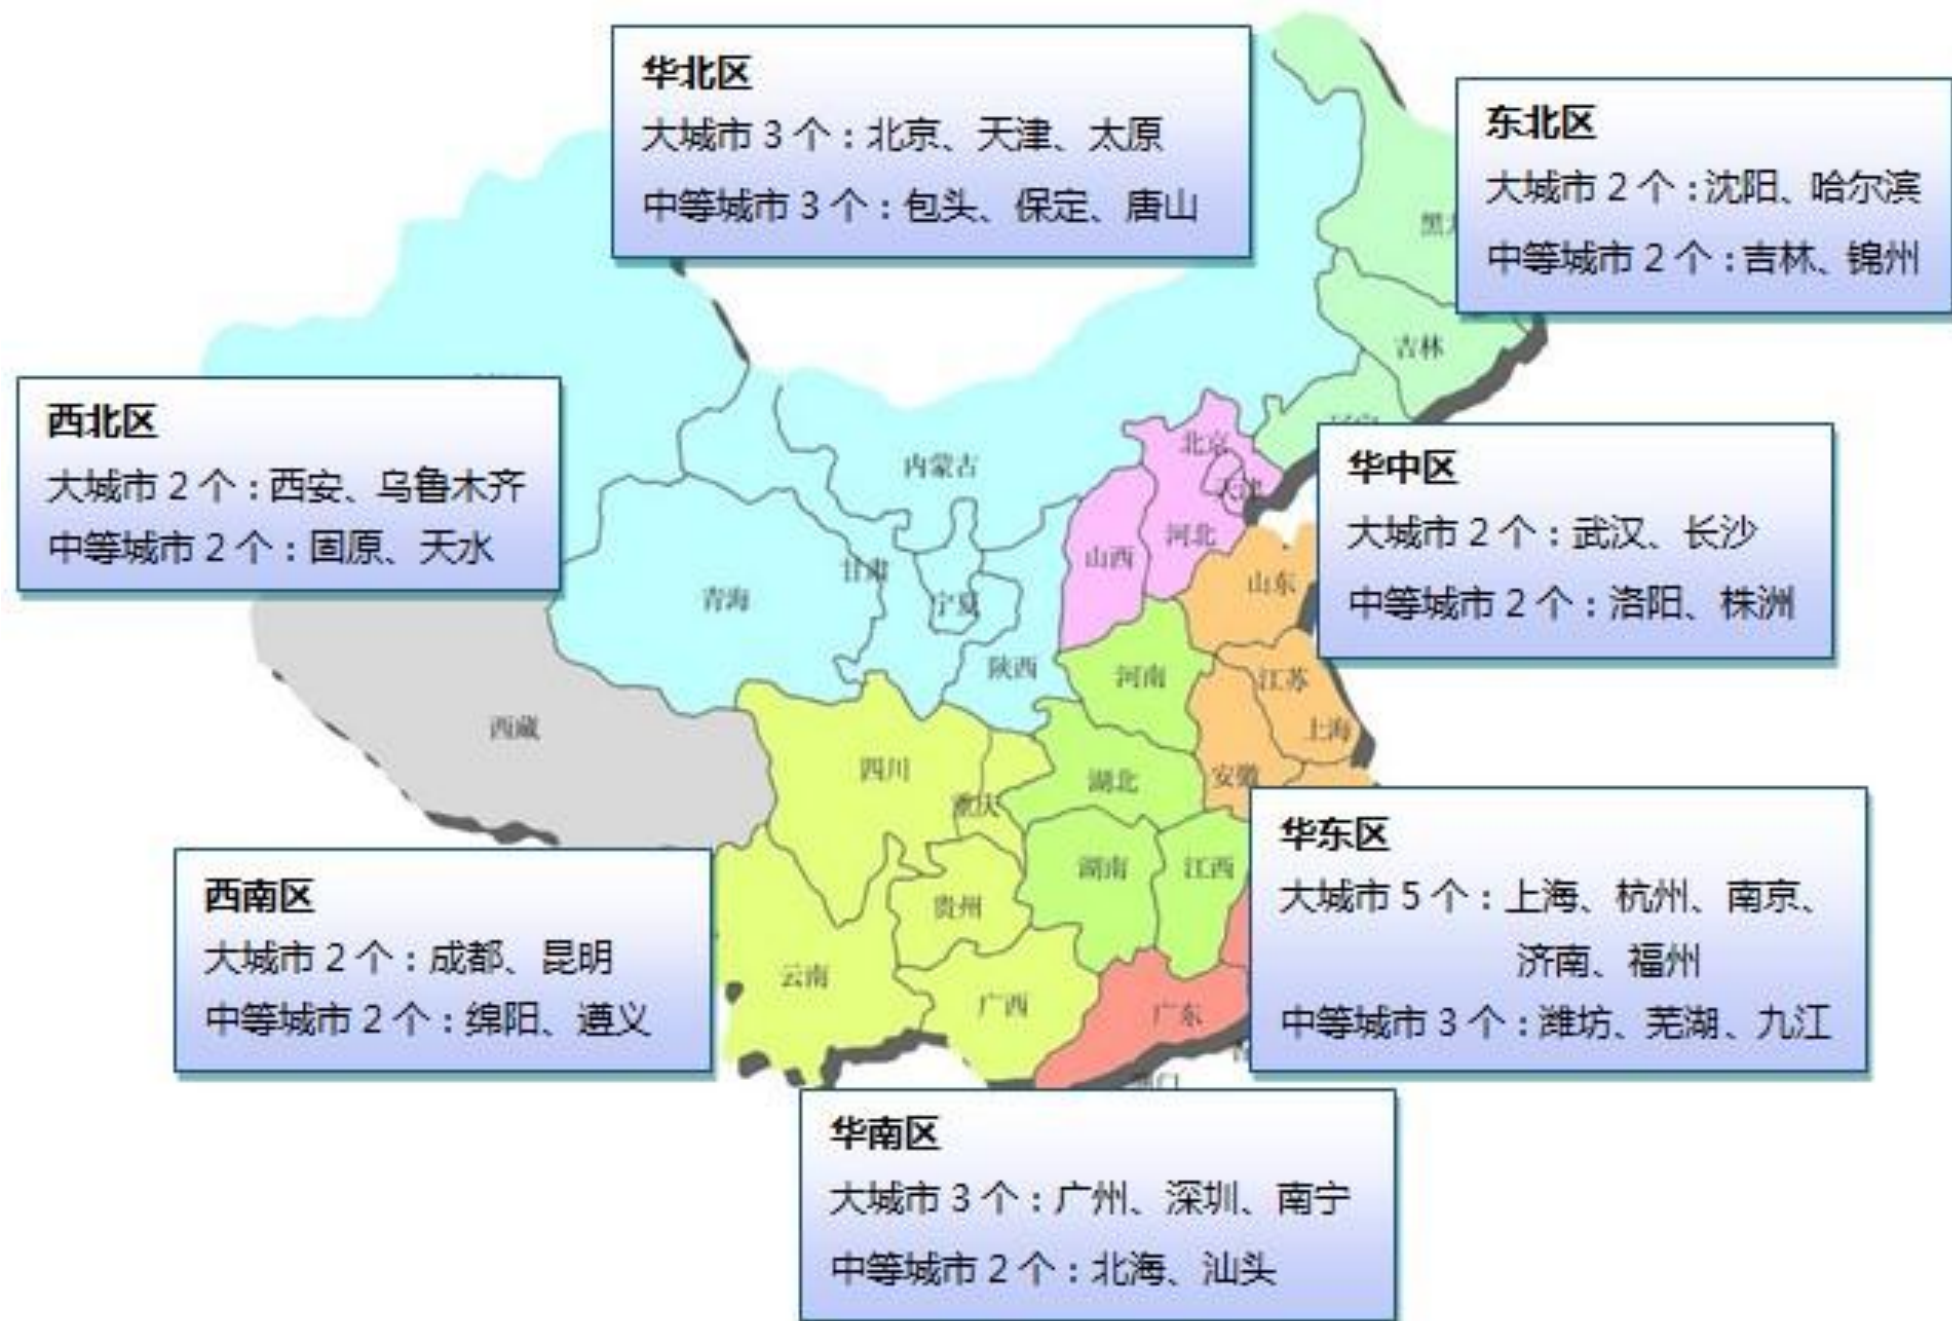 华北区
大城市 3 个：北京、天津、太原
中等城市 3 个：包头、保定、唐山
东北区
大城市 2 个：沈阳、哈尔滨
中等城市 2 个：吉林、锦州
西北区
大城市 2 个：西安、乌鲁木齐
中等城市 2 个：固原、天水
华中区
大城市 2 个：武汉、长沙
中等城市 2 个：洛阳、株洲
西南区
大城市 2 个：成都、昆明
中等城市 2 个：绵阳、遵义
华东区
大城市 5 个：上海、杭州、南京、
济南、福州
中等城市 3 个：潍坊、芜湖、九江
华南区
大城市 3 个：广州、深圳、南宁
中等城市 2 个：北海、汕头
黑
吉林
北京
天津
内蒙古
河北
山西
山东
甘肃
青海
宁夏
陕西
河南
江苏
上海
西藏
四川
重庆
湖北
安徽
湖南
江西
贵州
云南
广西
广东